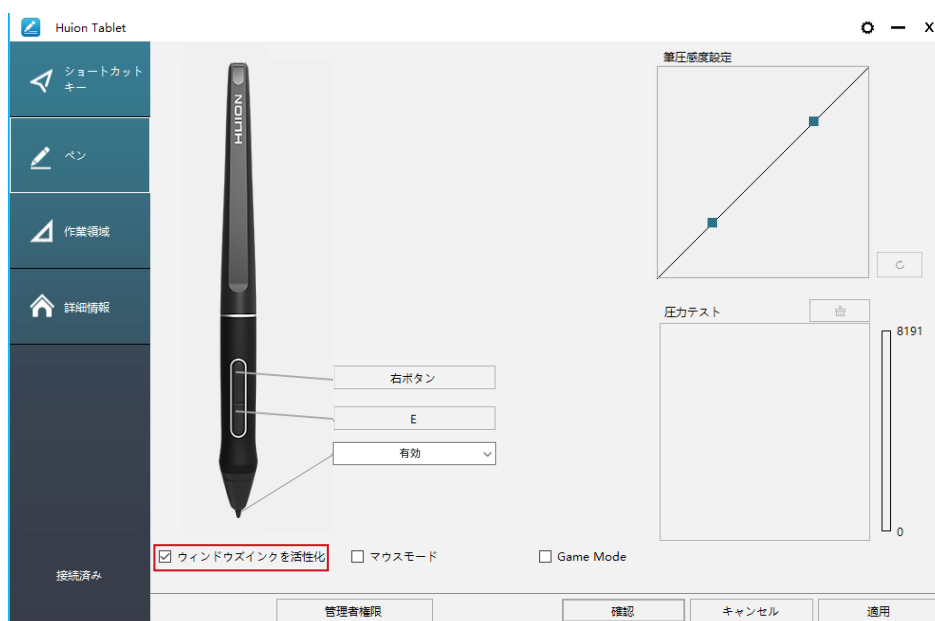 Huion Tablet
X
ショートカット
キー
ペン
作業領域
詳細情報
接続済み
HUION
右ボタン
E
有効
筆圧感度設定
圧力テスト
8191
0
ウィンドウズインクを活性化
マウスモード
Game Mode
管理者権限
確認
キャンセル
適用